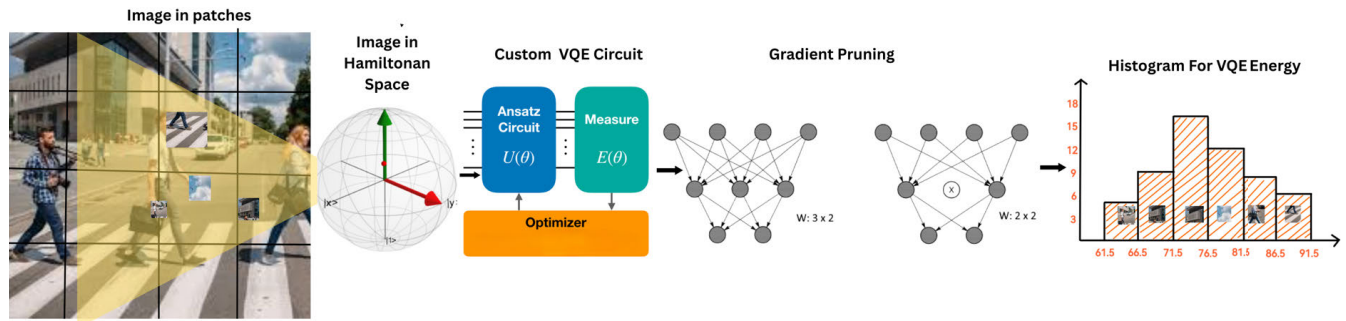 Image in patches
Image in
Hamiltonan
Space
|x>
|y:
|1>
Custom VQE Circuit
Ansatz
Circuit
U(θ)
Measure
E(θ)
Optimizer
Gradient Pruning
W: 3 x 2
X
W: 2 x 2
Histogram For VQE Energy
18
15
12
9
6
3
61.5 66.5 71.5 76.5 81.5 86.5 91.5